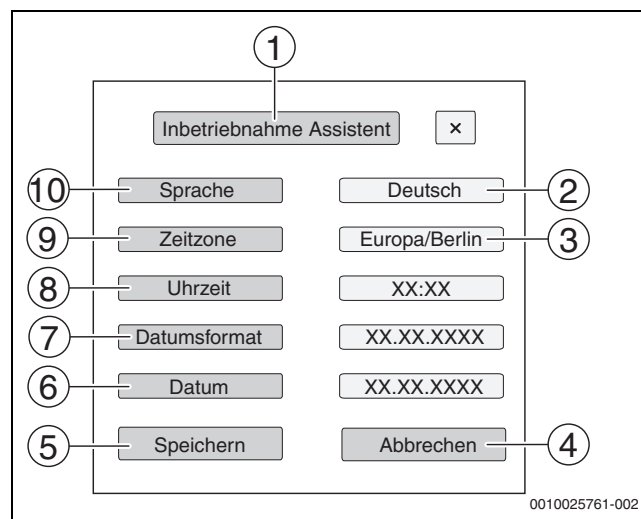 1
Inbetriebnahme Assistent ×
10 Sprache Deutsch 2
9 Zeitzone Europa/Berlin 3
8 Uhrzeit XX:XX
7 Datumsformat XX.XX.XXXX
6 Datum XX.XX.XXXX
5 Speichern Abbrechen 4
0010025761-002